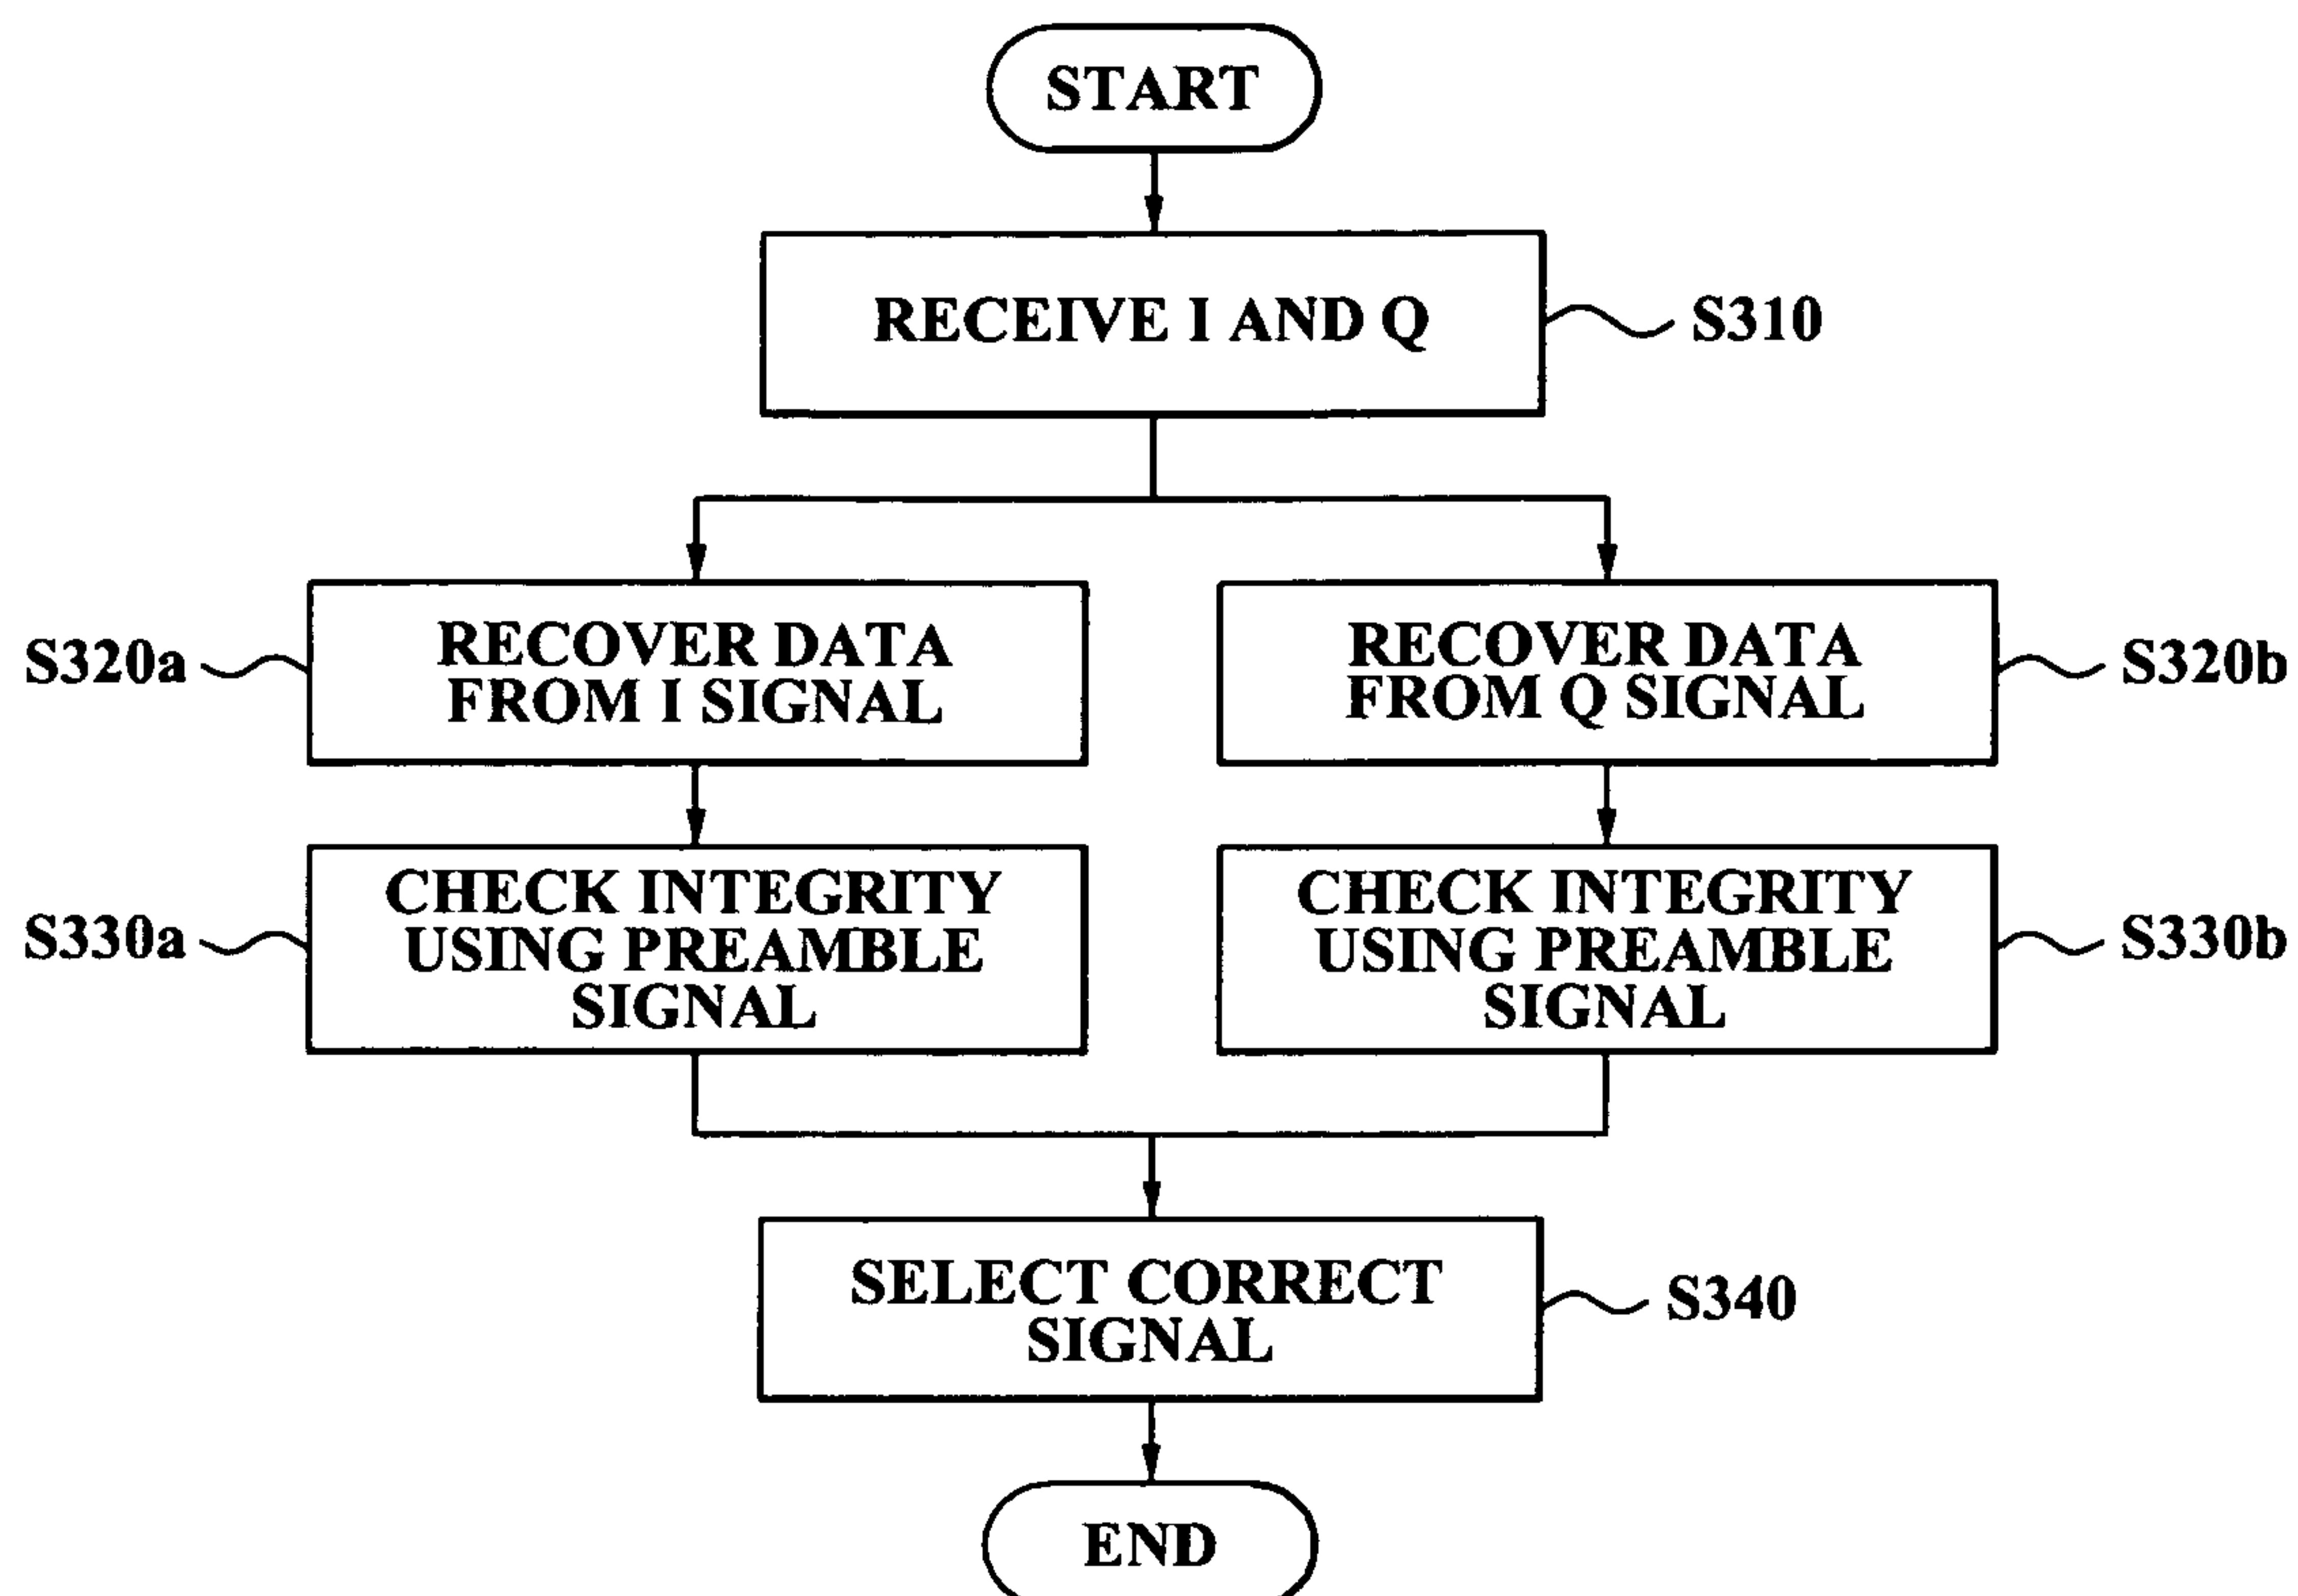 START
RECEIVE I AND Q
S310
S320a
RECOVER DATA
FROM I SIGNAL
RECOVER DATA
FROM Q SIGNAL
S320b
S330a
CHECK INTEGRITY
USING PREAMBLE
SIGNAL
CHECK INTEGRITY
USING PREAMBLE
SIGNAL
S330b
SELECT CORRECT
SIGNAL
S340
END